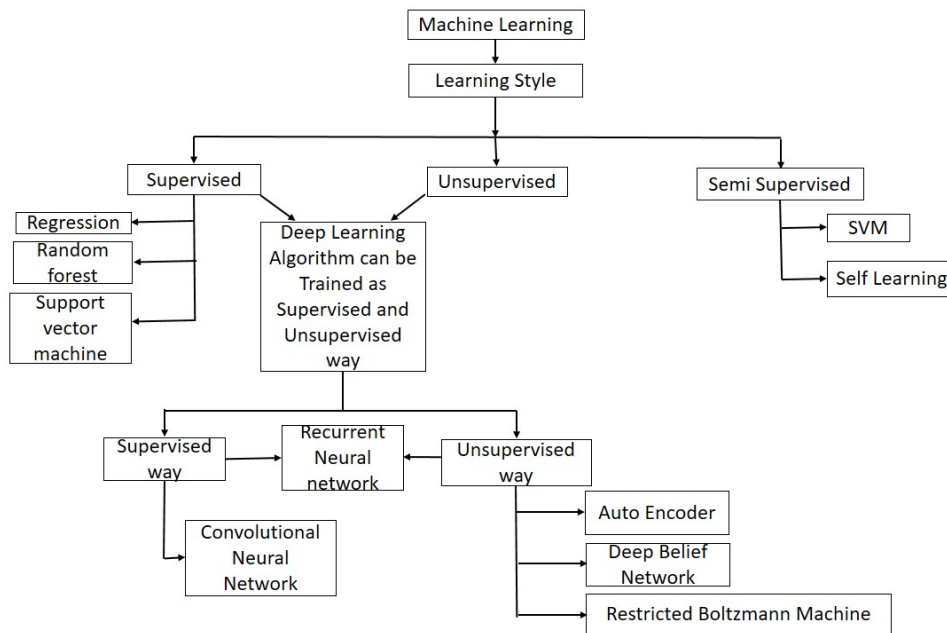 Machine Learning
Learning Style
Supervised
Unsupervised
Semi Supervised
Regression
Random
forest
Support
vector
machine
Deep Learning
Algorithm can be
Trained as
Supervised and
Unsupervised
way
SVM
Self Learning
Supervised
way
Recurrent
Neural
network
Unsupervised
way
Convolutional
Neural
Network
Auto Encoder
Deep Belief
Network
Restricted Boltzmann Machine